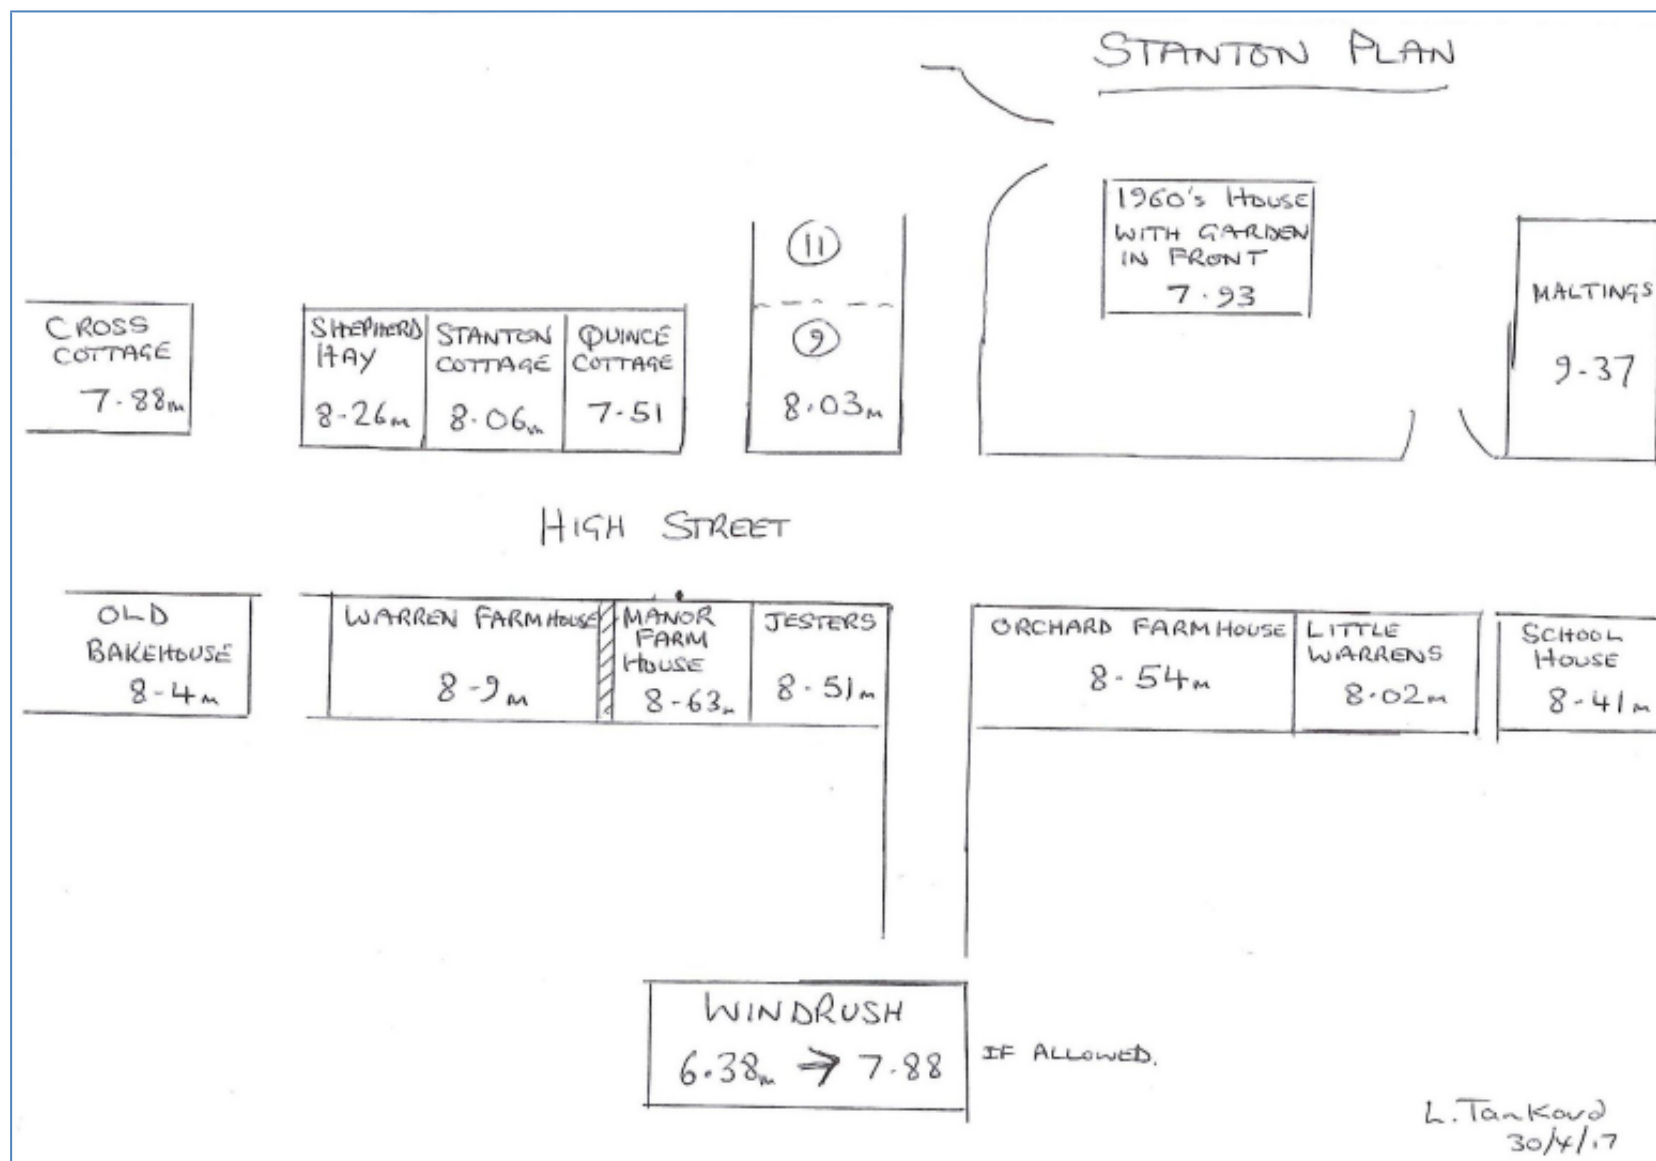 STANTON PLAN
CROSS
COTTAGE
7.88m
SHEPHERD
HAY
8.26m
STANTON
COTTAGE
8.06m
QUINCE
COTTAGE
7.51
11
9
8.03m
1960's HOUSE
WITH GARDEN
IN FRONT
7.93
MALTINGS
9.37
HIGH STREET
OLD
BAKEHOUSE
8.4m
WARREN FARMHOUSE
8.9m
MANOR
FARM
HOUSE
8.63m
JESTERS
8.51m
ORCHARD FARMHOUSE
8.54m
LITTLE
WARRENS
8.02m
SCHOOL
HOUSE
8.41m
WINDRUSH
6.38m → 7.88
IF ALLOWED.
L.
30/4/17